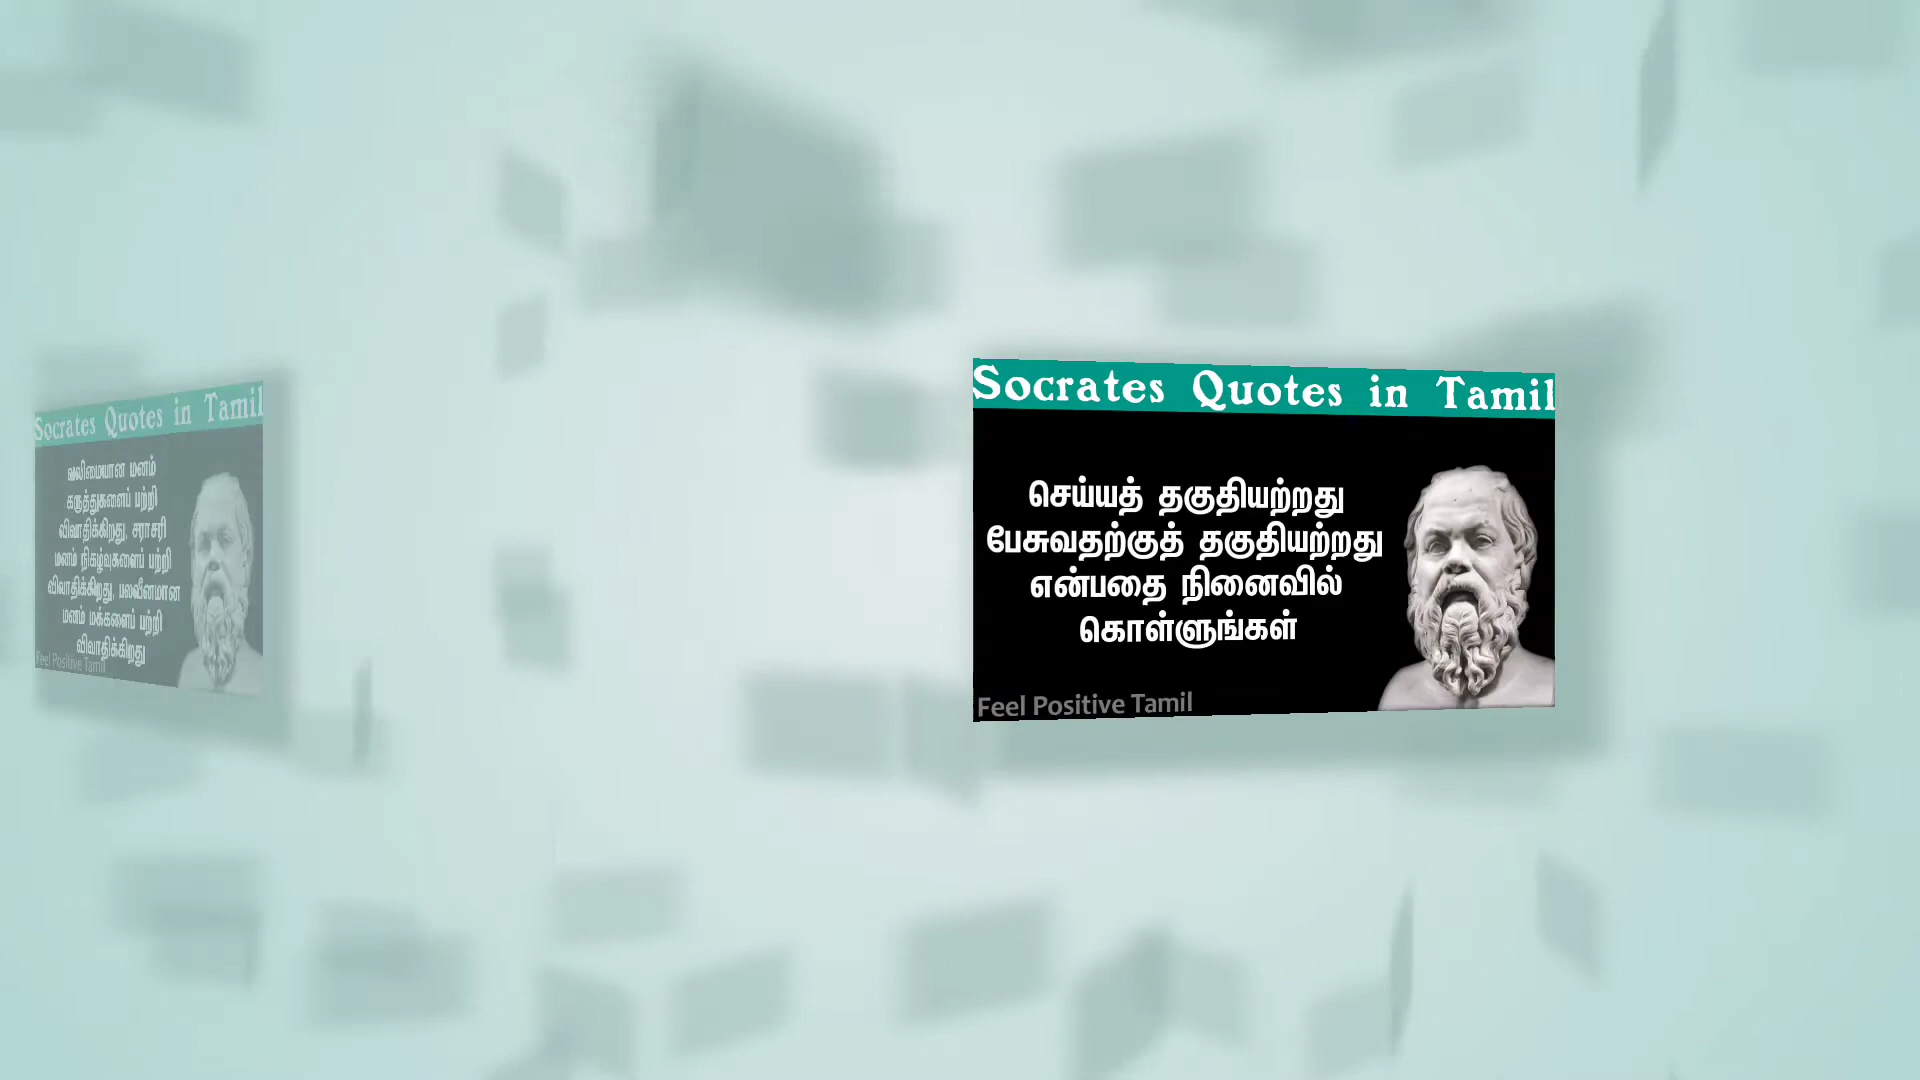 Socrates Quotes in Tamil
வலிமையான மனம்
கருத்துகளைப் பற்றி
விவாதிக்கிறது, சராசரி
மனம் நிகழ்வுகளைப் பற்றி
விவாதிக்கிறது, பலவீனமான
மனம் மக்களைப் பற்றி
விவாதிக்கிறது
Feel Positive Tamil
Socrates Quotes in Tamil
செய்யத் தகுதியற்றது
பேசுவதற்குத் தகுதியற்றது
என்பதை நினைவில்
கொள்ளுங்கள்
Feel Positive Tamil